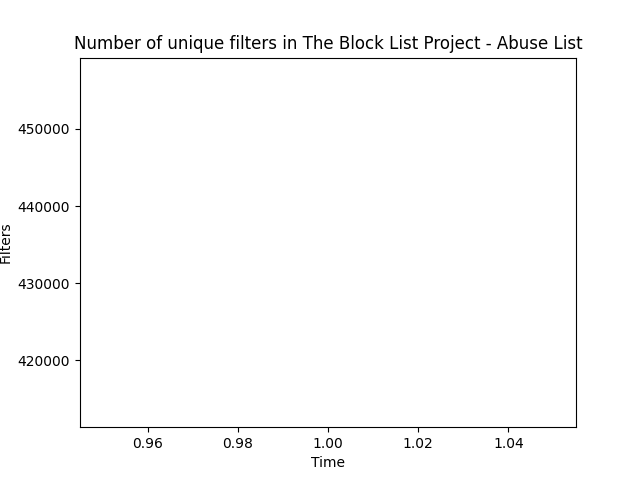 Number of unique filters in The Block List Project - Abuse List
450000
440000
430000
420000
Filters
0.96 0.98 1.00 1.02 1.04
Time